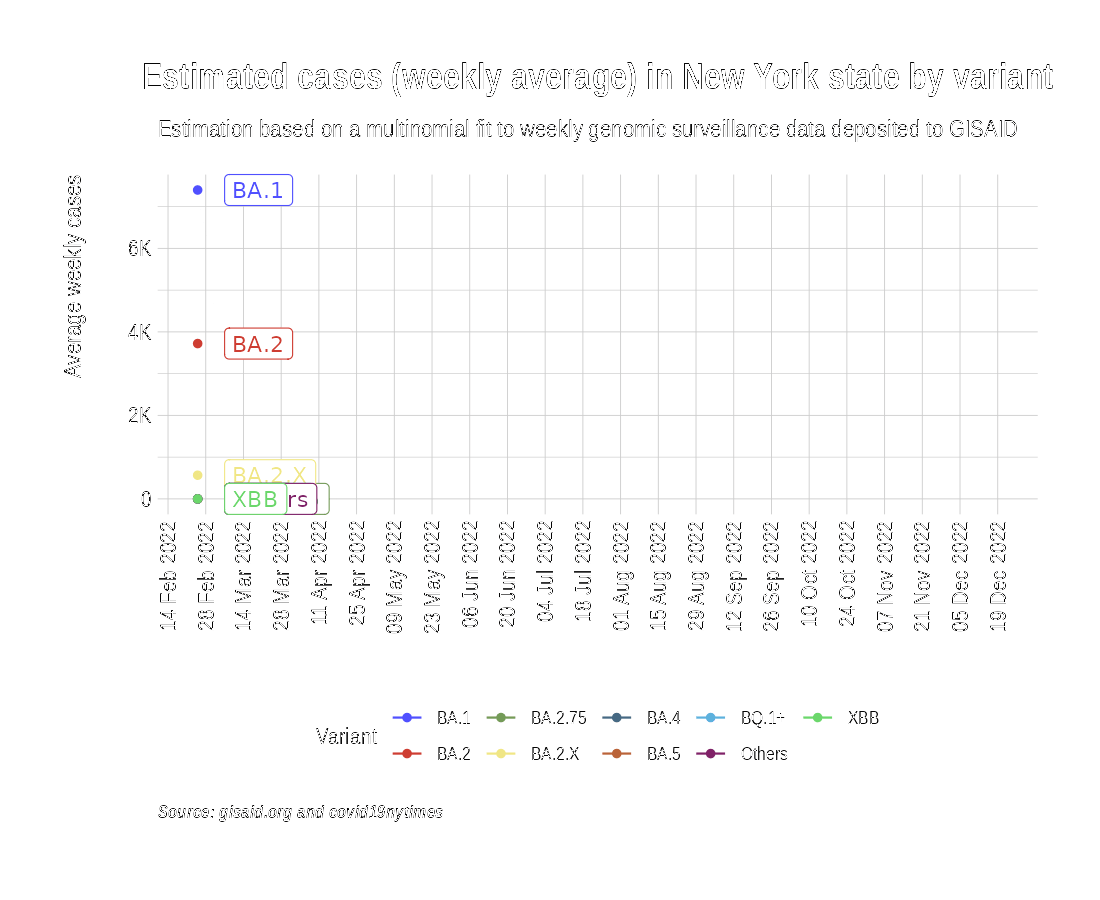 Estimated cases (weekly average) in New York state by variant
Estimation based on a multinomial fit to weekly genomic surveillance data deposited to GISAID
Average weekly cases
BA.1
6K
BA.2
4K
2K
BA.2.X
0
XBB
rs
14 Feb 2022
28 Feb 2022
14 Mar 2022
28 Mar 2022
11 Apr 2022
25 Apr 2022
09 May 2022
23 May 2022
06 Jun 2022
20 Jun 2022
04 Jul 2022
18 Jul 2022
01 Aug 2022
15 Aug 2022
29 Aug 2022
12 Sep 2022
26 Sep 2022
10 Oct 2022
24 Oct 2022
07 Nov 2022
21 Nov 2022
05 Dec 2022
19 Dec 2022
Variant
BA.1 BA.2.75 BA.4 BQ.1+ XBB
BA.2 BA.2.X BA.5 Others
Source: gisaid.org and covid19nytimes